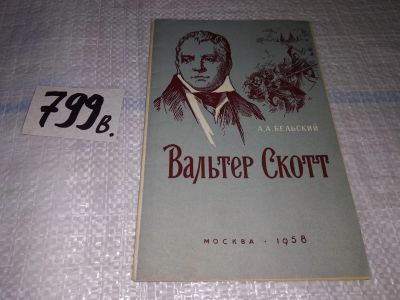 799в.
А.А.БЕЛЬСКИЙ
Вальтер Скотт
МОСКВА · 1958